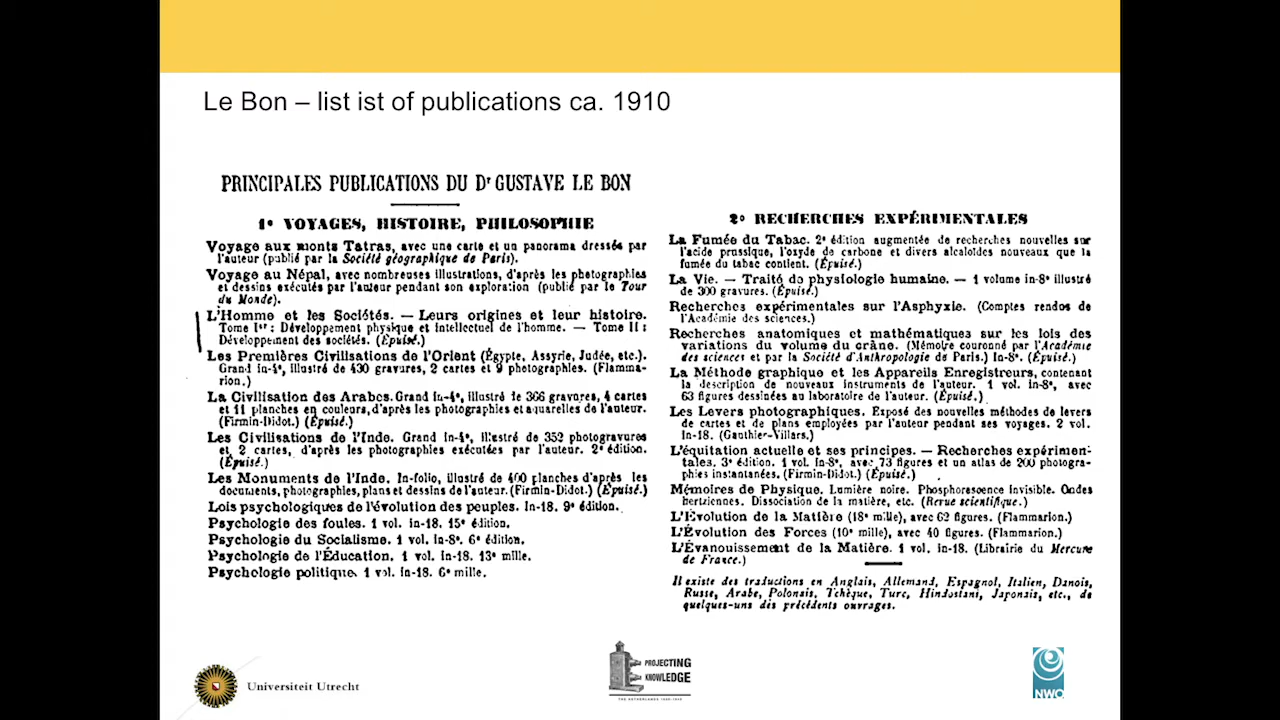 Le Bon – list ist of publications ca. 1910
PRINCIPALES PUBLICATIONS DU Dr GUSTAVE LE BON
1º VOYAGES, HISTOIRE, PHILOSOPHIE
Voyage aux monts Tatras, avec une carte et un panorama dressés par
l'auteur (publié par la Société géographique de Paris).
Voyage au Népal, avec nombreuses illustrations, d'après les photographies
et dessins exécutés par l'auteur pendant son exploration (publié par le Tour
du Monde).
L'Homme et les Sociétés. — Leurs origines et leur histoire.
Tome Ier : Développement physique et intellectuel de l'homme. — Tome II :
Développement des sociétés. (Épuisé.)
Les Premières Civilisations de l'Orient (Égypte, Assyrie, Judée, etc.).
Grand in-4º, illustré de 430 gravures, 2 cartes et 9 photographies. (Flamma-
rion.)
La Civilisation des Arabes. Grand in-4º, illustré de 366 gravures, 4 cartes
et 11 planches en couleurs, d'après les photographies et aquarelles de l'auteur.
(Firmin-Didot.) (Épuisé.)
Les Civilisations de l'Inde. Grand in-4º, illustré de 352 photogravures
et 2 cartes, d'après les photographies exécutées par l'auteur. 2e édition.
(Épuisé.)
Les Monuments de l'Inde. In-folio, illustré de 400 planches d'après les
documents, photographies, plans et dessins de l'auteur. (Firmin-Didot.) (Épuisé.)
Lois psychologiques de l'évolution des peuples. In-18. 9e édition.
Psychologie des foules. 1 vol. in-18. 15e édition.
Psychologie du Socialisme. 1 vol. in-8º. 6e édition.
Psychologie de l'Éducation. 1 vol. in-18. 13e mille.
Psychologie politique. 1 vol. in-18. 6e mille.
2º RECHERCHES EXPÉRIMENTALES
La Fumée du Tabac. 2e édition augmentée de recherches nouvelles sur
l'acide prussique, l'oxyde de carbone et divers alcaloïdes nouveaux que la
fumée du tabac contient. (Épuisé.)
La Vie. — Traité de physiologie humaine. — 1 volume in-8º illustré
de 300 gravures. (Épuisé.)
Recherches expérimentales sur l'Asphyxie. (Comptes rendus de
l'Académie des sciences.)
Recherches anatomiques et mathématiques sur les lois des
variations du volume du crâne. (Mémoire couronné par l'Académie
des sciences et par la Société d'Anthropologie de Paris.) In-8º. (Épuisé.)
La Méthode graphique et les Appareils Enregistreurs, contenant
la description de nouveaux instruments de l'auteur. 1 vol. in-8º, avec
63 figures dessinées au laboratoire de l'auteur. (Épuisé.)
Les Levers photographiques. Exposé des nouvelles méthodes de levers
de cartes et de plans employées par l'auteur pendant ses voyages. 2 vol.
in-18. (Gauthier-Villars.)
L'équitation actuelle et ses principes. — Recherches expérimen-
tales. 3e édition. 1 vol. in-8º, avec 73 figures et un atlas de 200 photogra-
phies instantanées. (Firmin-Didot.) (Épuisé.)
Mémoires de Physique. Lumière noire. Phosphorescence invisible. Ondes
hertziennes. Dissociation de la matière, etc. (Revue scientifique.)
L'Évolution de la Matière (18e mille), avec 62 figures. (Flammarion.)
L'Évolution des Forces (10e mille), avec 40 figures. (Flammarion.)
L'Évanouissement de la Matière. 1 vol. in-18. (Librairie du Mercure
de France.)
Il existe des traductions en Anglais, Allemand, Espagnol, Italien, Danois,
Russe, Arabe, Polonais, Tchèque, Turc, Hindostani, Japonais, etc., de
quelques-uns des précédents ouvrages.
Universiteit Utrecht
PROJECTING
KNOWLEDGE
NWO